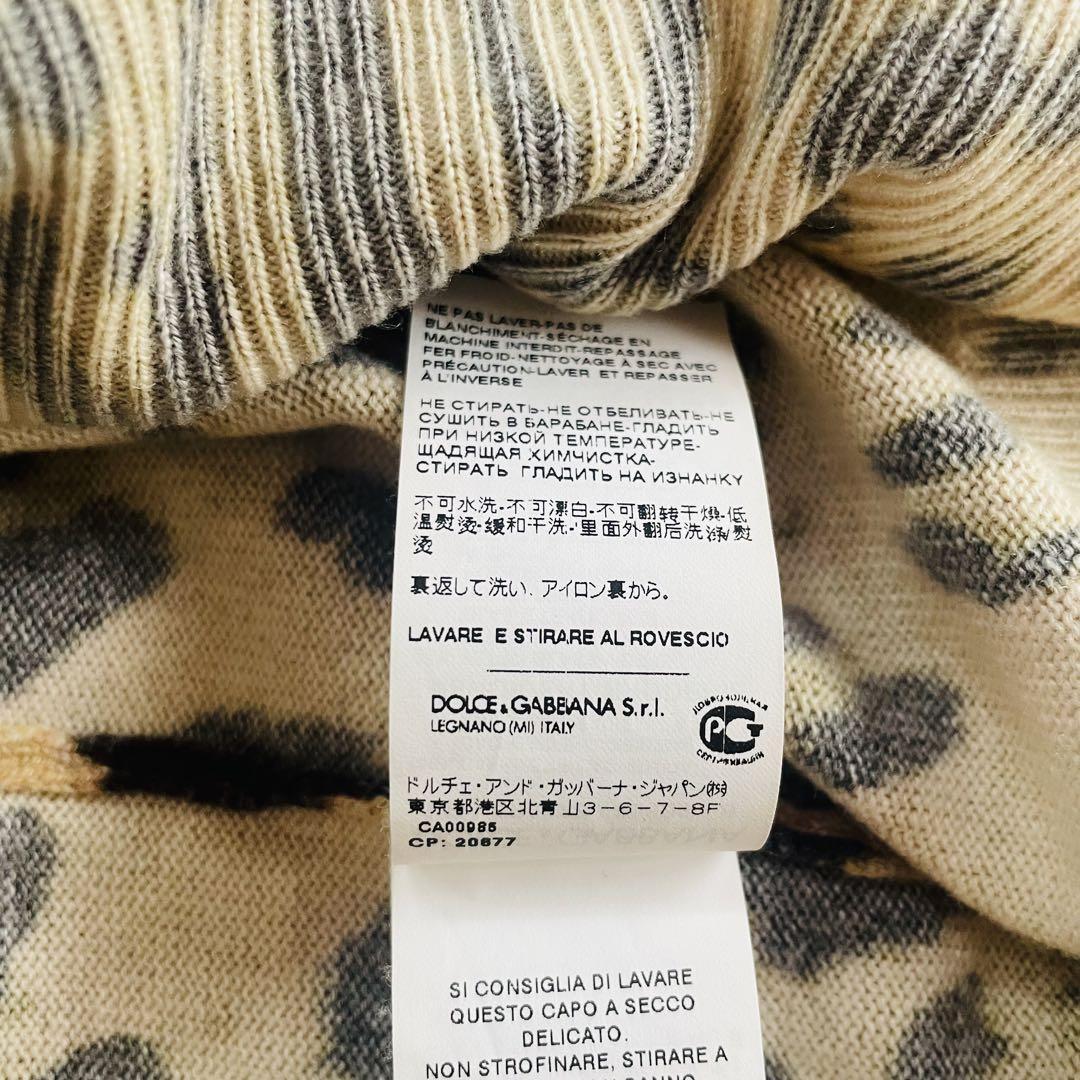 NE PAS LAVER-PAS DE
BLANCHIMENT-SÉCHAGE EN
MACHINE INTERDIT-REPASSAGE
FER FROID-NETTOYAGE À SEC AVEC
PRÉCAUTION-LAVER ET REPASSER
À L'INVERSE
НЕ СТИРАТЬ-НЕ ОТБЕЛИВАТЬ-НЕ
СУШИТЬ В БАРАБАНЕ-ГЛАДИТЬ
ПРИ НИЗКОЙ ТЕМПЕРАТУРЕ-
ЩАДЯЩАЯ ХИМЧИСТКА-
СТИРАТЬ ГЛАДИТЬ НА ИЗНАНКУ
不可水洗-不可漂白-不可翻转干燥-低
温熨烫-缓和干洗-里面外翻后洗涤熨
烫
裏返して洗い、アイロン裏から。
LAVARE E STIRARE AL ROVESCIO
DOLCE & GABBANA S.r.l.
LEGNANO (MI) ITALY
ДОБРОВОЛЬНАЯ
РСТ
СЕРТИФИКАЦИЯ
ドルチェ・アンド・ガッバーナ・ジャパン㈱
東京都港区北青山3-6-7-8F
CA00985
CP: 20677
SI CONSIGLIA DI LAVARE
QUESTO CAPO A SECCO
DELICATO.
NON STROFINARE, STIRARE A